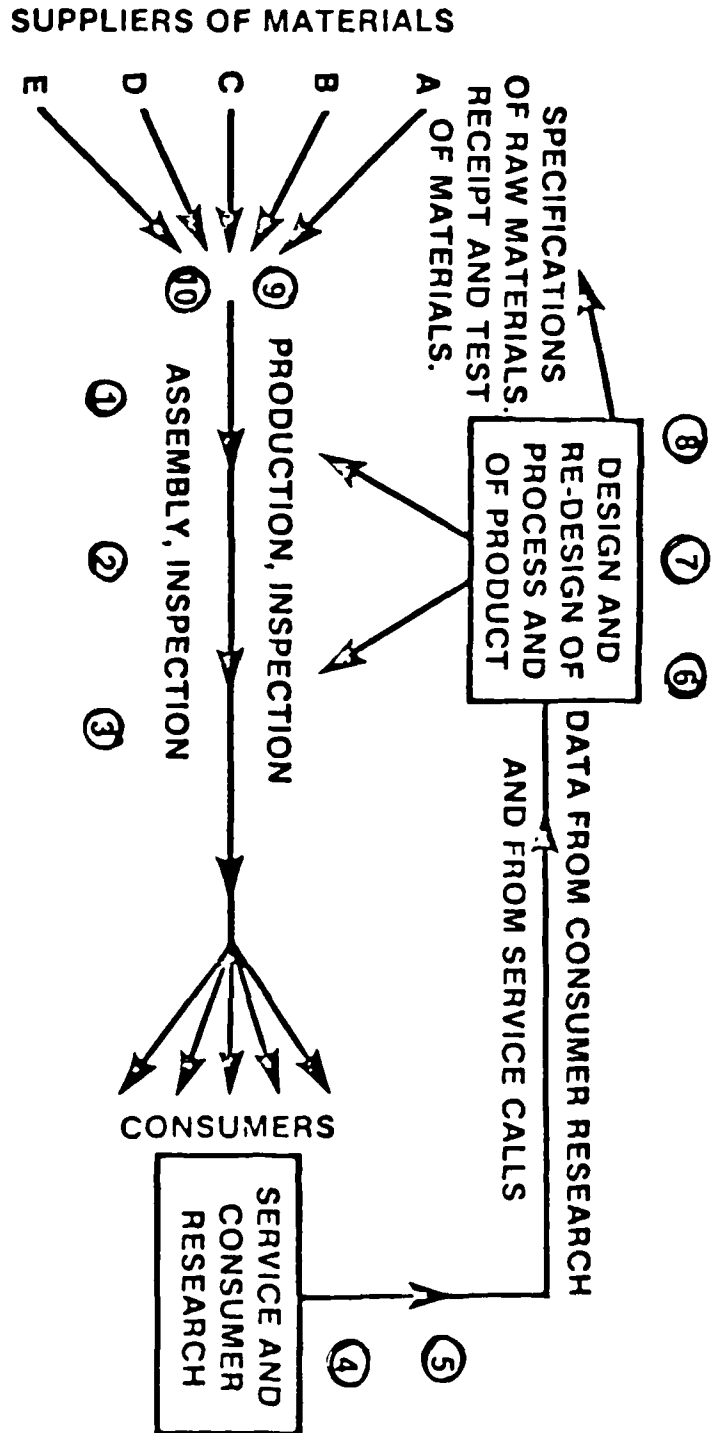 SUPPLIERS OF MATERIALS
A
B
C
D
E
SPECIFICATIONS
OF RAW MATERIALS.
RECEIPT AND TEST
OF MATERIALS.
8
7
6
DESIGN AND
RE-DESIGN OF
PROCESS AND
OF PRODUCT
DATA FROM CONSUMER RESEARCH
AND FROM SERVICE CALLS
9
PRODUCTION, INSPECTION
10
ASSEMBLY, INSPECTION
1
2
3
CONSUMERS
SERVICE AND
CONSUMER
RESEARCH
4
5